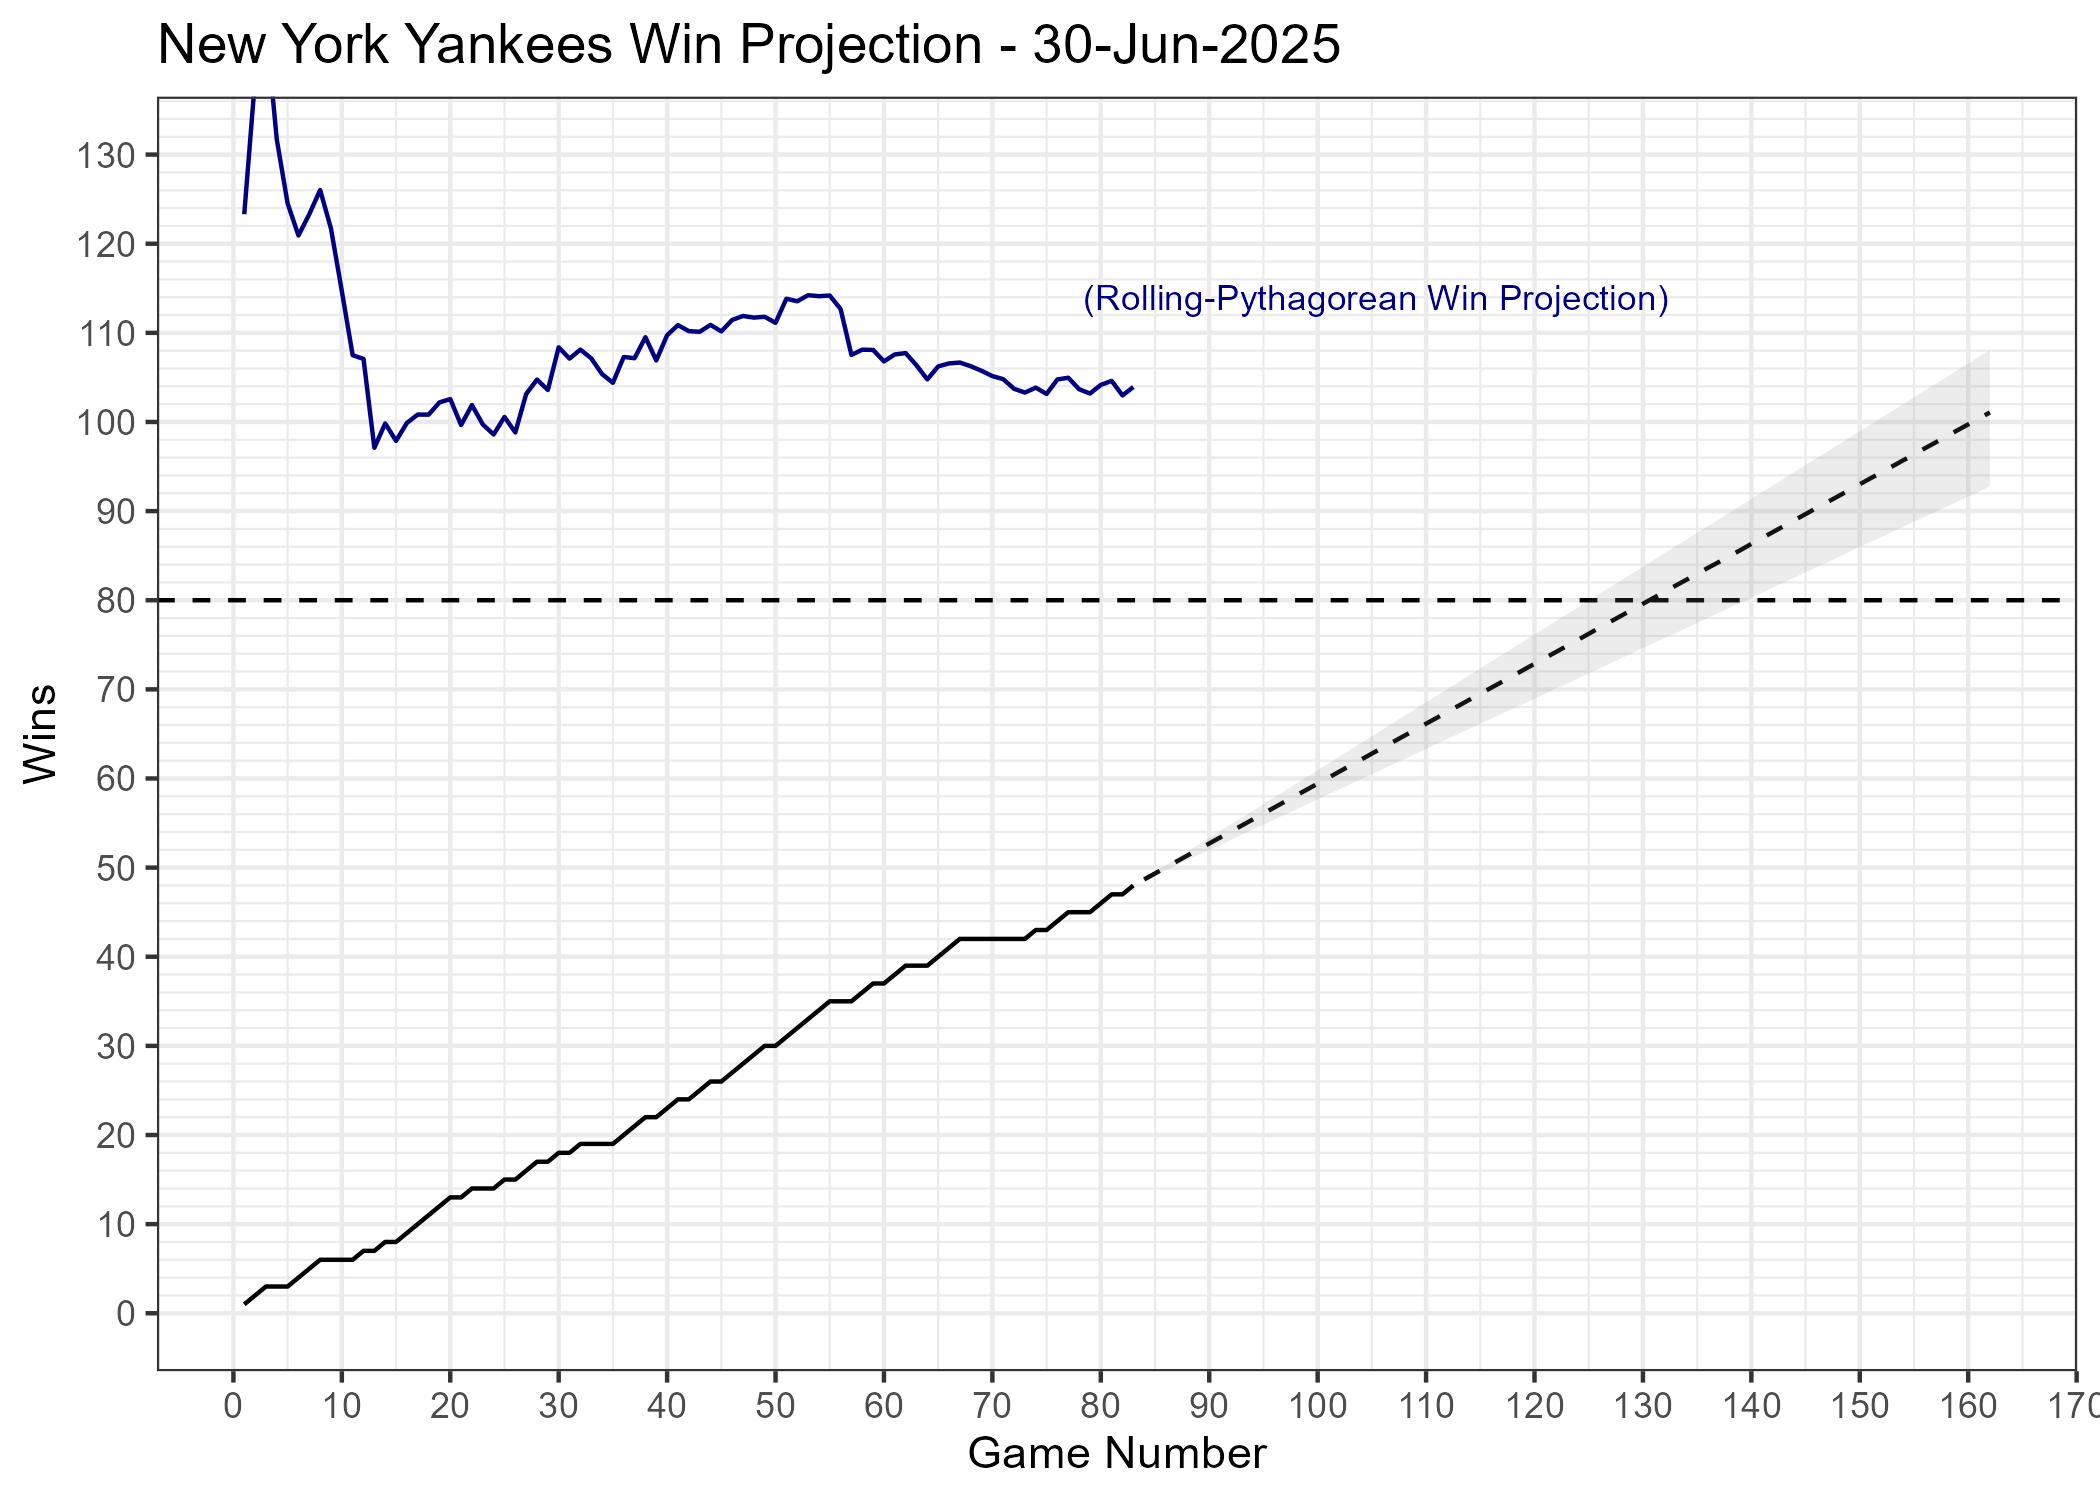 New York Yankees Win Projection - 30-Jun-2025
130
120
110
100
90
80
70
60
50
40
30
20
10
0
Wins
(Rolling-Pythagorean Win Projection)
0 10 20 30 40 50 60 70 80 90 100 110 120 130 140 150 160 170
Game Number